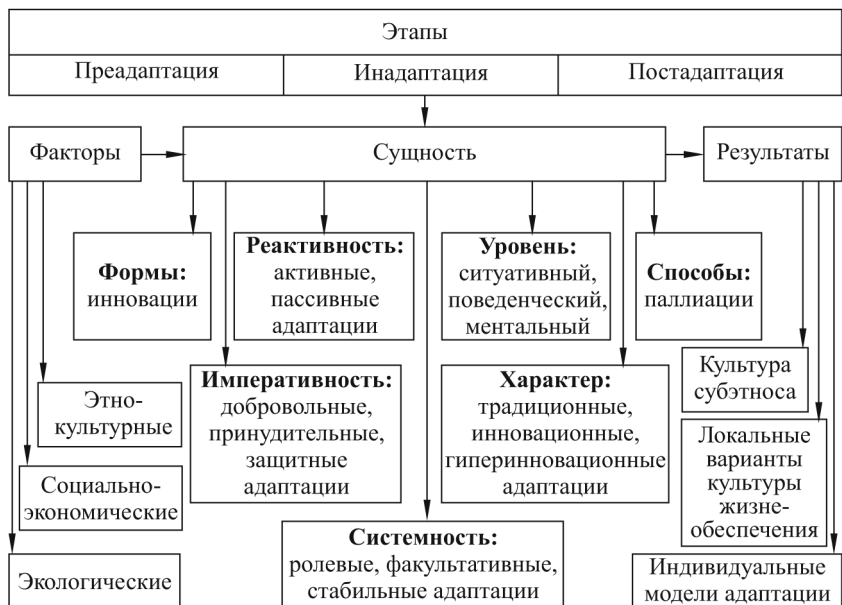 Этапы
Преадаптация
Инадаптация
Постадаптация
Факторы
Сущность
Результаты
Формы:
инновации
Реактивность:
активные,
пассивные
адаптации
Уровень:
ситуативный,
поведенческий,
ментальный
Способы:
паллиации
Этно-
культурные
Императивность:
добровольные,
принудительные,
защитные
адаптации
Характер:
традиционные,
инновационные,
гиперинновационные
адаптации
Культура
субэтноса
Социально-
экономические
Локальные
варианты
культуры
жизне-
обеспечения
Экологические
Системность:
ролевые, факультативные,
стабильные адаптации
Индивидуальные
модели адаптации